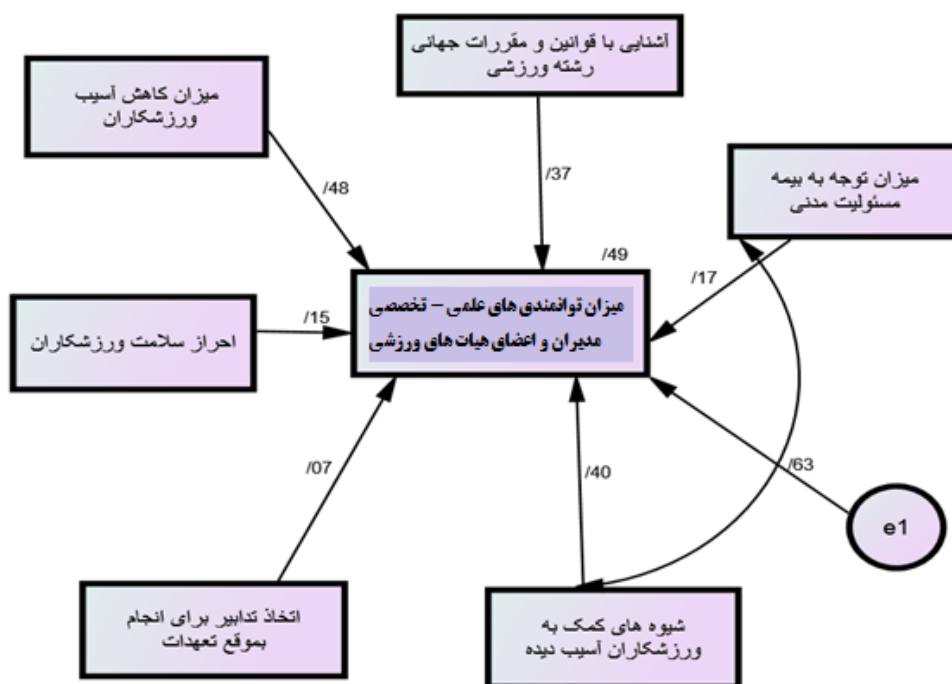 آشنایی با قوانین و مقررات جهانی
رشته ورزشی
میزان کاهش آسیب
ورزشکاران
میزان توجه به بیمه
مسئولیت مدنی
/48
/37
/49
/17
میزان توانمندی های علمی – تخصصی
مدیران و اعضای هیات های ورزشی
احراز سلامت ورزشکاران
/15
/07
/40
/63
e1
اتخاذ تدابیر برای انجام
بموقع تعهدات
شیوه های کمک به
ورزشکاران آسیب دیده